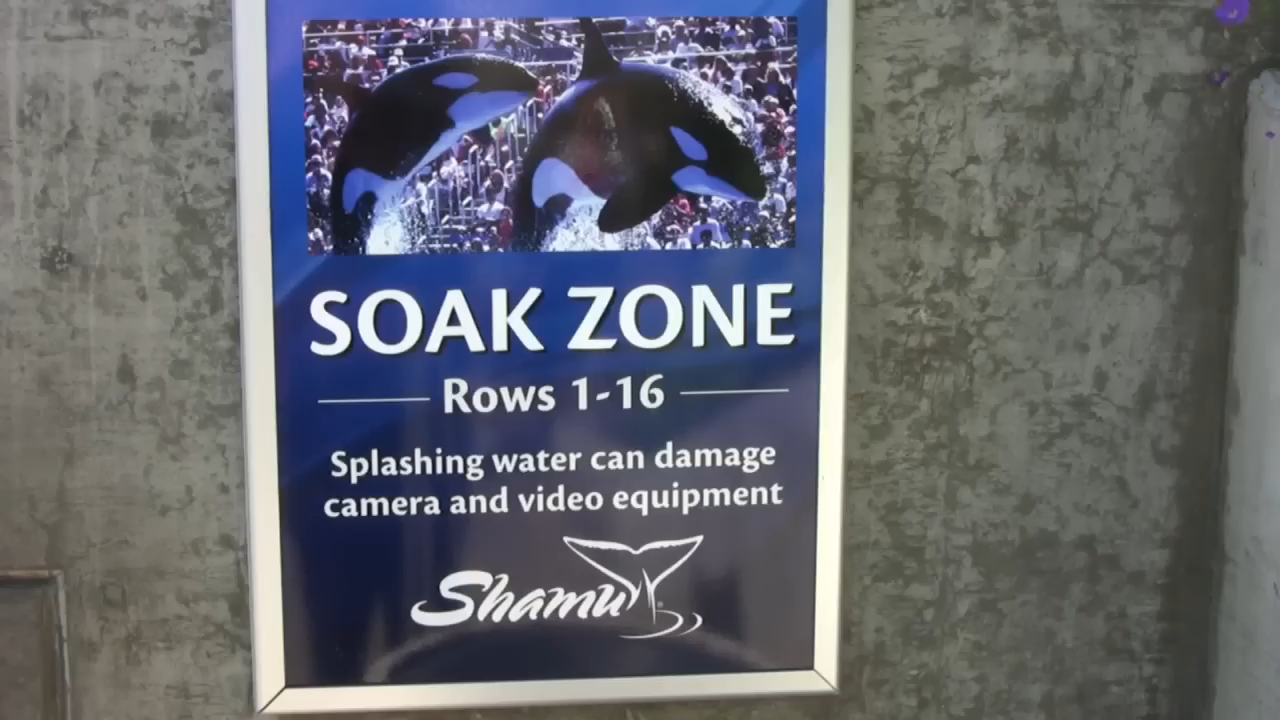 SOAK ZONE
Rows 1-16
Splashing water can damage
camera and video equipment
Shamu